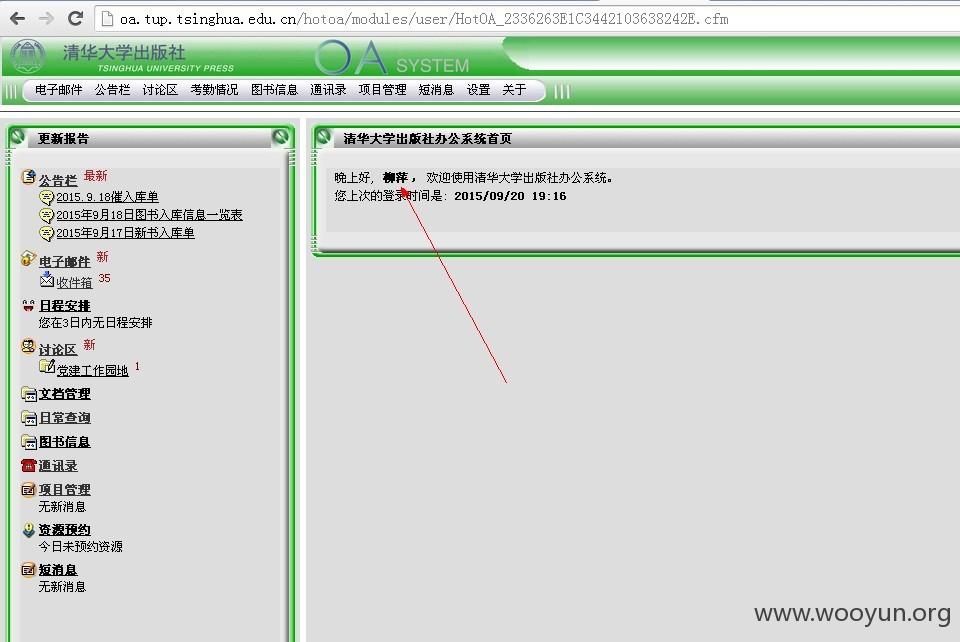 oa.tup.tsinghua.edu.cn/hotoa/modules/user/HotOA_2336263E1C3442103638242E.cfm
清华大学出版社
TSINGHUA UNIVERSITY PRESS
OA SYSTEM
电子邮件 公告栏 讨论区 考勤情况 图书信息 通讯录 项目管理 短消息 设置 关于
更新报告
公告栏 最新
2015.9.18催入库单
2015年9月18日图书入库信息一览表
2015年9月17日新书入库单
电子邮件 新
收件箱 35
日程安排
您在3日内无日程安排
讨论区 新
党建工作园地 1
文档管理
日常查询
图书信息
通讯录
项目管理
无新消息
资源预约
今日未预约资源
短消息
无新消息
清华大学出版社办公系统首页
晚上好, 柳萍 , 欢迎使用清华大学出版社办公系统。
您上次的登录时间是: 2015/09/20 19:16
www.wooyun.org